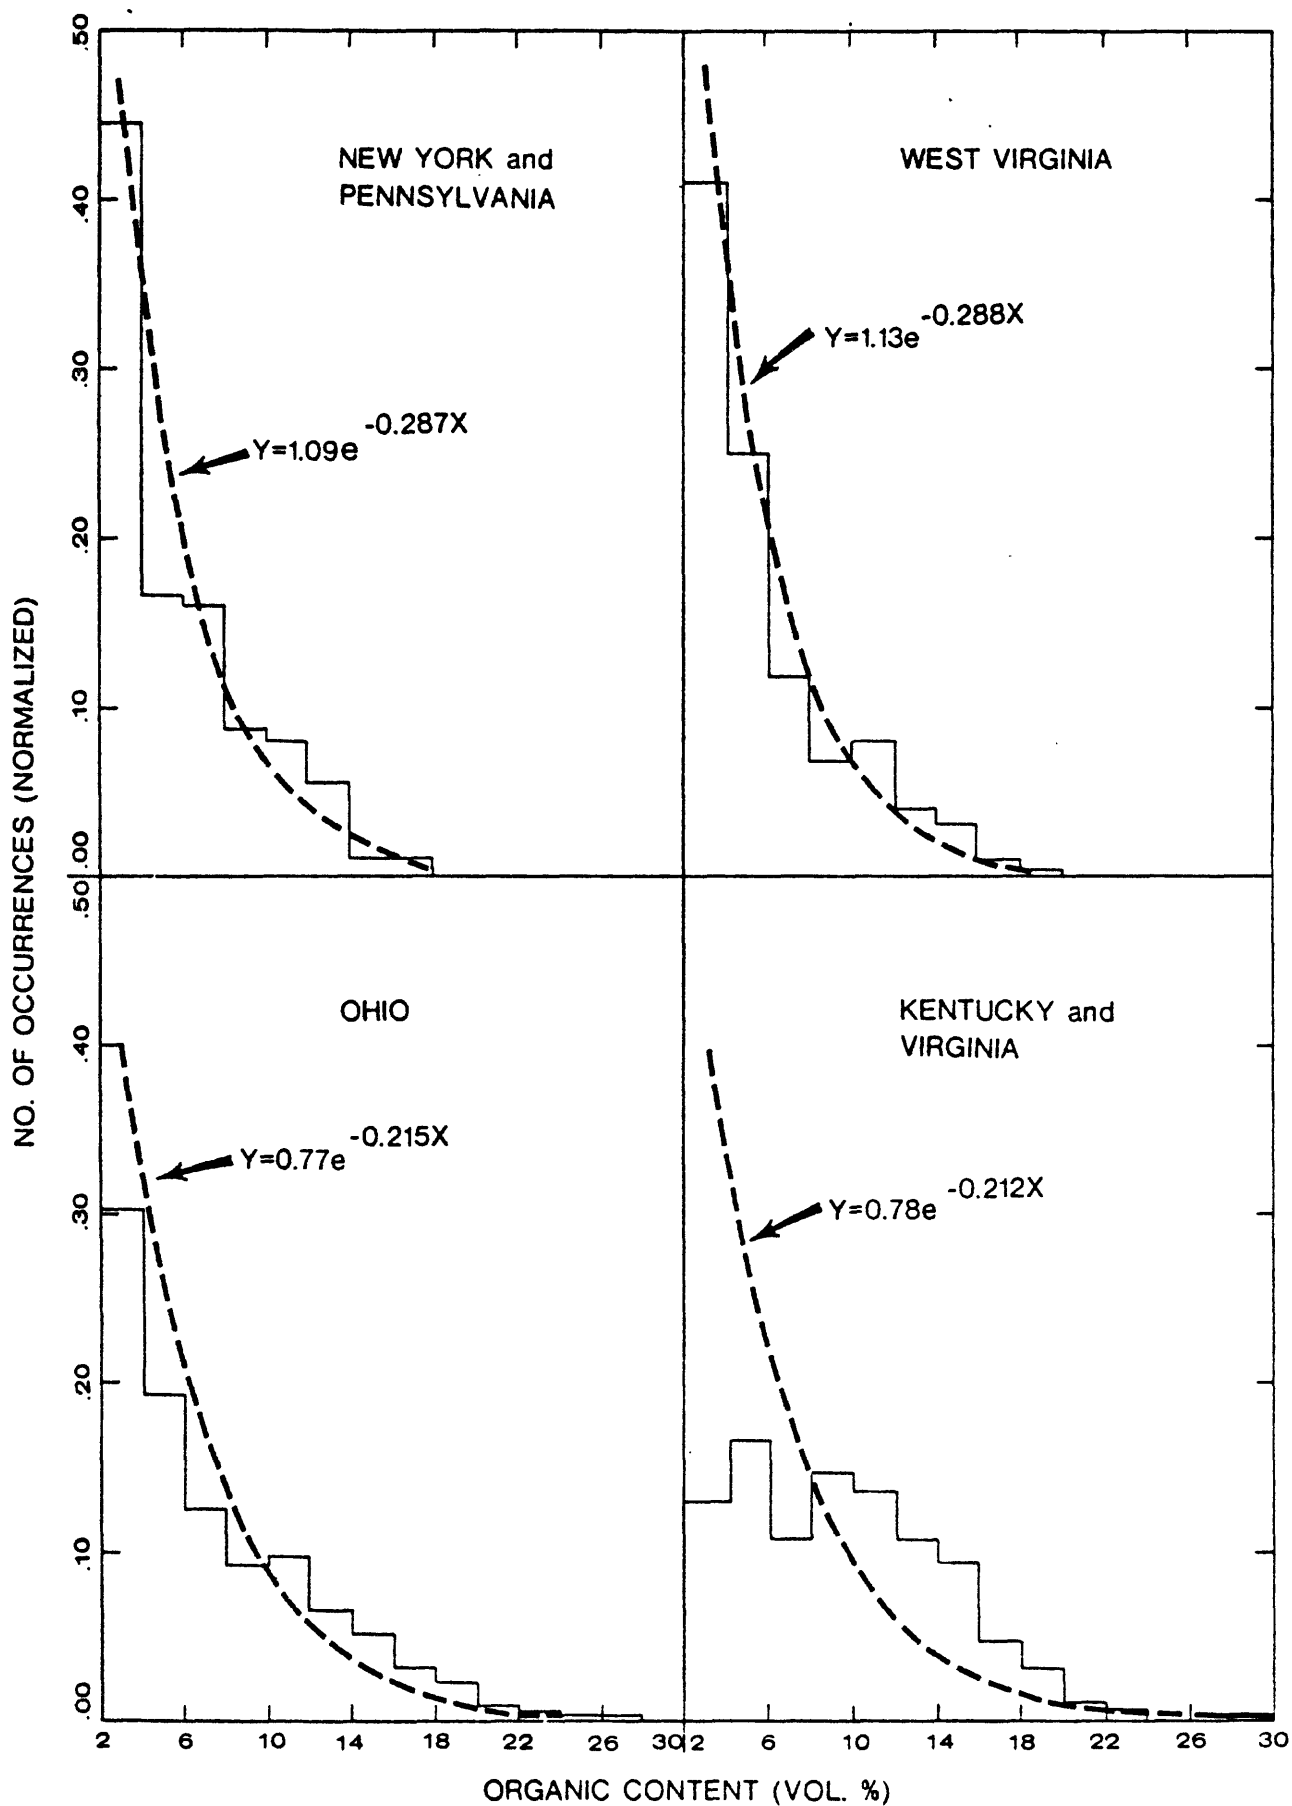 NO. OF OCCURRENCES (NORMALIZED)
.50
.40
.30
.20
.10
.00
NEW YORK and
PENNSYLVANIA
Y=1.09e-0.287X
WEST VIRGINIA
Y=1.13e-0.288X
.50
.40
.30
.20
.10
.00
OHIO
Y=0.77e-0.215X
KENTUCKY and
VIRGINIA
Y=0.78e-0.212X
2 6 10 14 18 22 26 30 2 6 10 14 18 22 26 30
ORGANIC CONTENT (VOL. %)